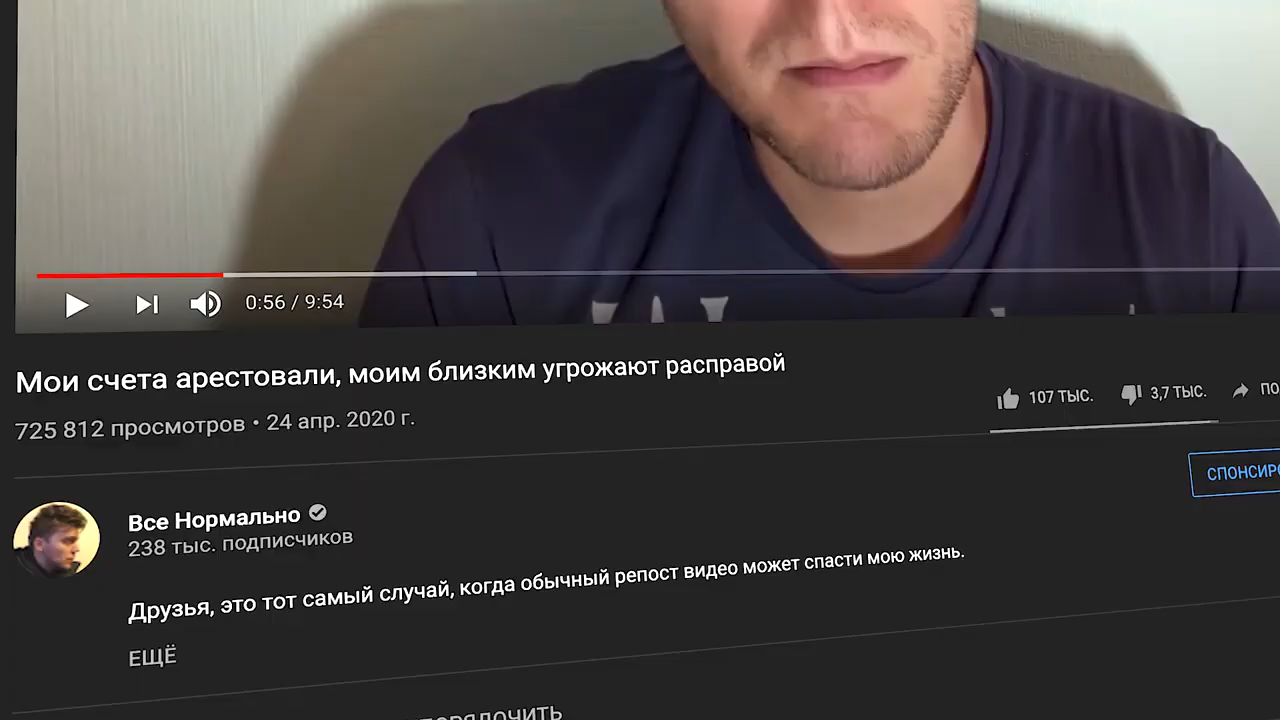 0:56 / 9:54
Мои счета арестовали, моим близким угрожают расправой
725 812 просмотров • 24 апр. 2020 г.
107 ТЫС.
3,7 ТЫС.
Все Нормально
238 тыс. подписчиков
Друзья, это тот самый случай, когда обычный репост видео может спасти мою жизнь.
ЕЩЁ